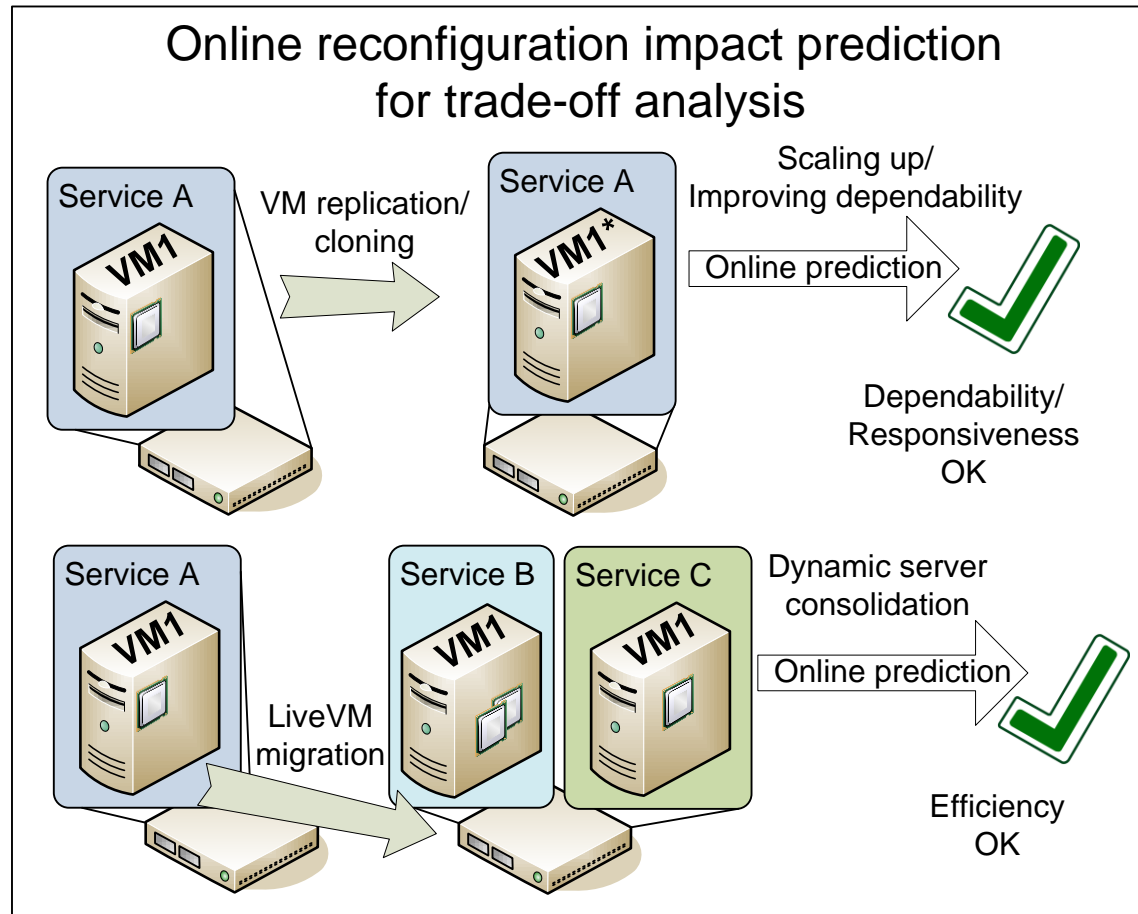 Online reconfiguration impact prediction
for trade-off analysis
Service A
VM1
VM replication/
cloning
Service A
VM1*
Scaling up/
Improving dependability
Online prediction
Dependability/
Responsiveness
OK
Service A
VM1
LiveVM
migration
Service B
VM1
Service C
VM1
Dynamic server
consolidation
Online prediction
Efficiency
OK